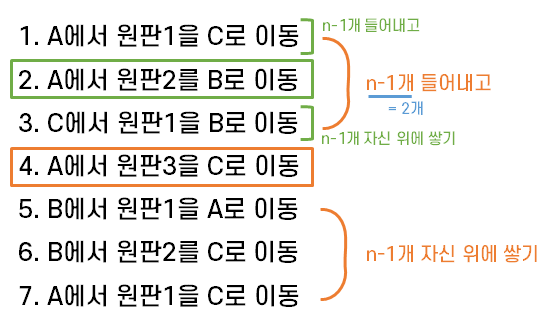 1. A에서 원판1을 C로 이동
n-1개 들어내고
2. A에서 원판2를 B로 이동
n-1개 들어내고
= 2개
3. C에서 원판1을 B로 이동
n-1개 자신 위에 쌓기
4. A에서 원판3을 C로 이동
5. B에서 원판1을 A로 이동
6. B에서 원판2를 C로 이동
n-1개 자신 위에 쌓기
7. A에서 원판1을 C로 이동